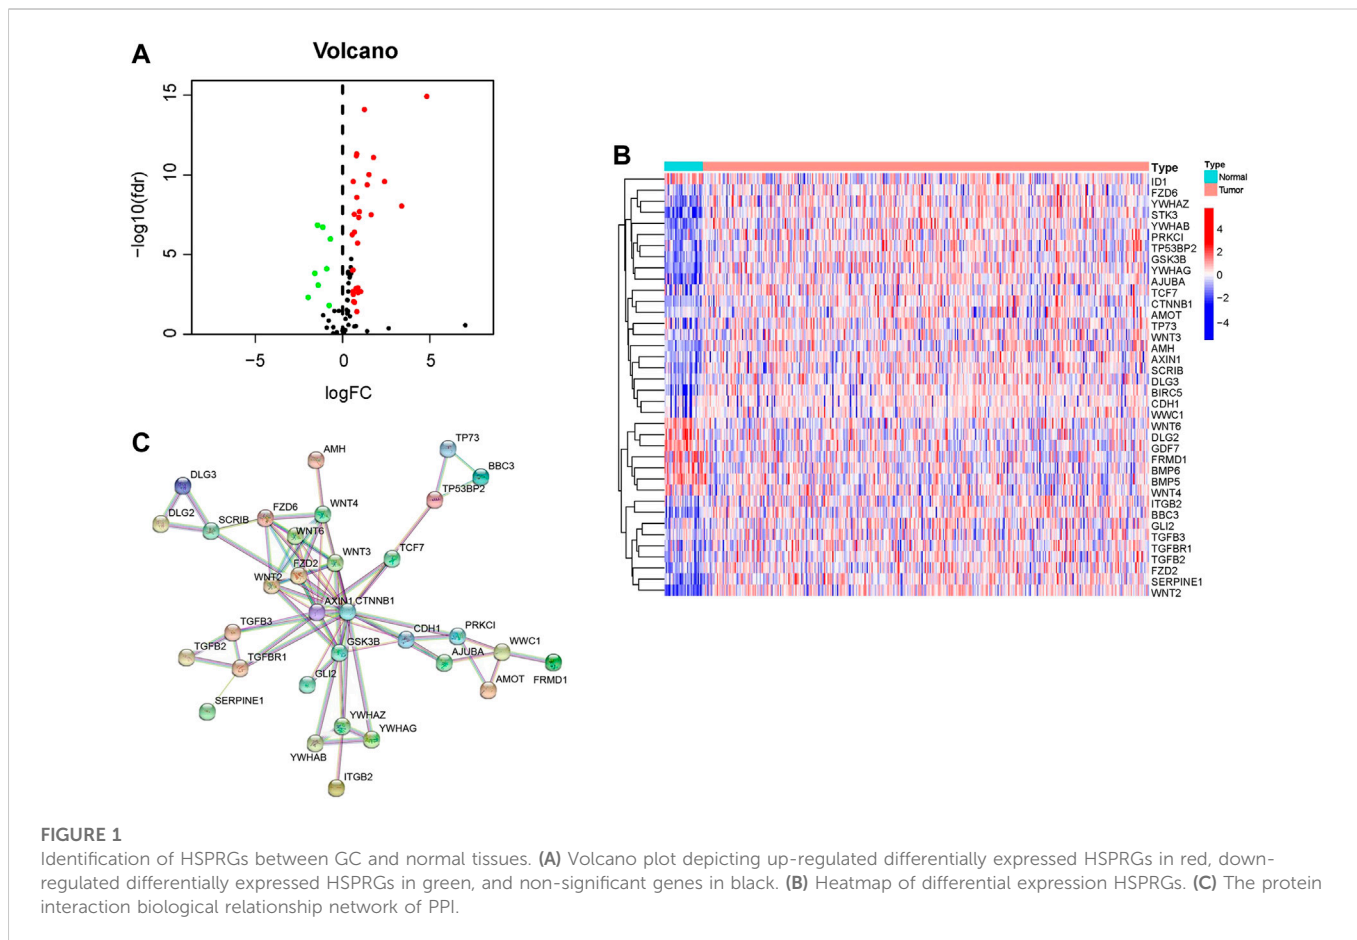 A
Volcano
−log10(fdr)
15
10
5
0
−5
0
5
logFC
B
Type
Type
Normal
Tumor
4
2
0
−2
−4
ID1
FZD6
YWHAZ
STK3
YWHAB
PRKCI
TP53BP2
GSK3B
YWHAG
AJUBA
TCF7
CTNNB1
AMOT
TP73
WNT3
AMH
AXIN1
SCRIB
DLG3
BIRC5
CDH1
WWC1
WNT6
DLG2
GDF7
FRMD1
BMP6
BMP5
WNT4
ITGB2
BBC3
GLI2
TGFB3
TGFBR1
TGFB2
FZD2
SERPINE1
WNT2
C
AMH
TP73
BBC3
TP53BP2
DLG3
DLG2
SCRIB
FZD6
WNT4
WNT6
WNT3
TCF7
FZD2
WNT2
AXIN1
CTNNB1
TGFB3
TGFB2
TGFBR1
GSK3B
CDH1
PRKCI
WWC1
AJUBA
FRMD1
AMOT
GLI2
SERPINE1
YWHAZ
YWHAG
YWHAB
ITGB2
FIGURE 1
Identification of HSPRGs between GC and normal tissues. (A) Volcano plot depicting up-regulated differentially expressed HSPRGs in red, down-
regulated differentially expressed HSPRGs in green, and non-significant genes in black. (B) Heatmap of differential expression HSPRGs. (C) The protein
interaction biological relationship network of PPI.